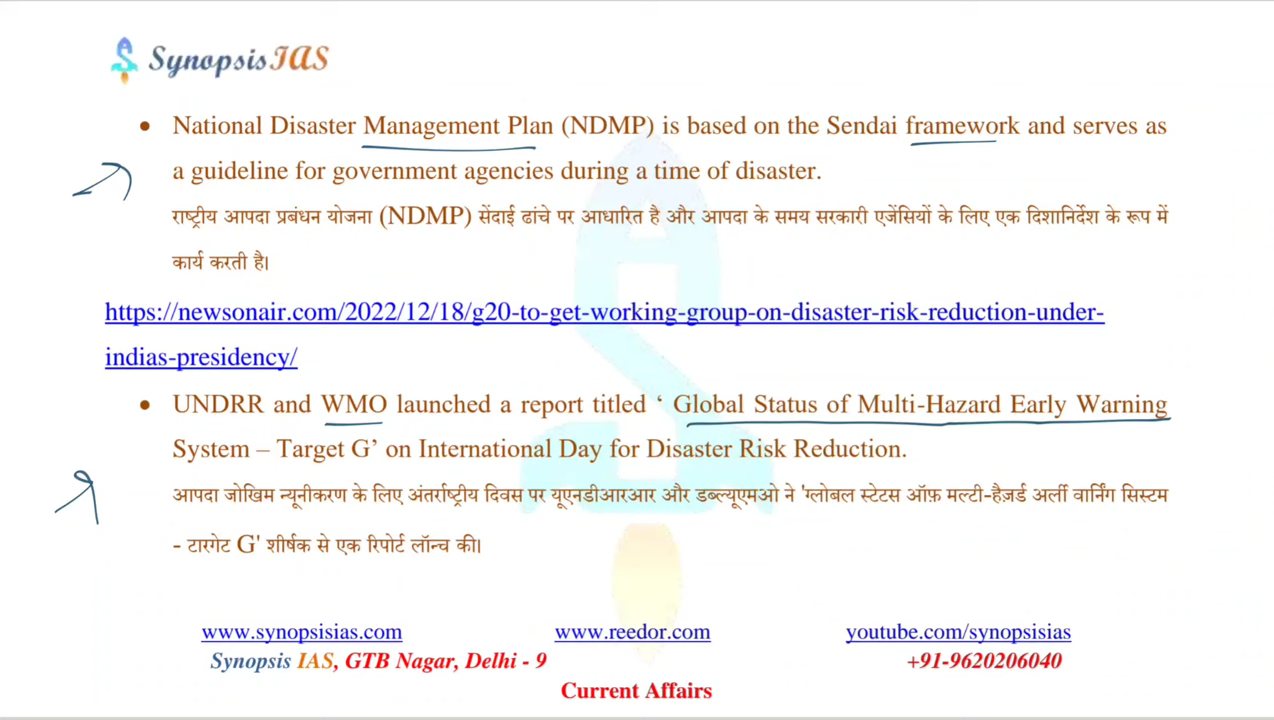 Synopsis IAS
• National Disaster Management Plan (NDMP) is based on the Sendai framework and serves as
a guideline for government agencies during a time of disaster.
राष्ट्रीय आपदा प्रबंधन योजना (NDMP) सेंदाई ढांचे पर आधारित है और आपदा के समय सरकारी एजेंसियों के लिए एक दिशानिर्देश के रूप में
कार्य करती है।
https://newsonair.com/2022/12/18/g20-to-get-working-group-on-disaster-risk-reduction-under-
indias-presidency/
• UNDRR and WMO launched a report titled ‘ Global Status of Multi-Hazard Early Warning
System – Target G’ on International Day for Disaster Risk Reduction.
आपदा जोखिम न्यूनीकरण के लिए अंतर्राष्ट्रीय दिवस पर यूएनडीआरआर और डब्ल्यूएमओ ने 'ग्लोबल स्टेटस ऑफ़ मल्टी-हैज़र्ड अर्ली वार्निंग सिस्टम
- टारगेट G' शीर्षक से एक रिपोर्ट लॉन्च की।
www.synopsisias.com www.reedor.com youtube.com/synopsisias
Synopsis IAS, GTB Nagar, Delhi - 9 +91-9620206040
Current Affairs